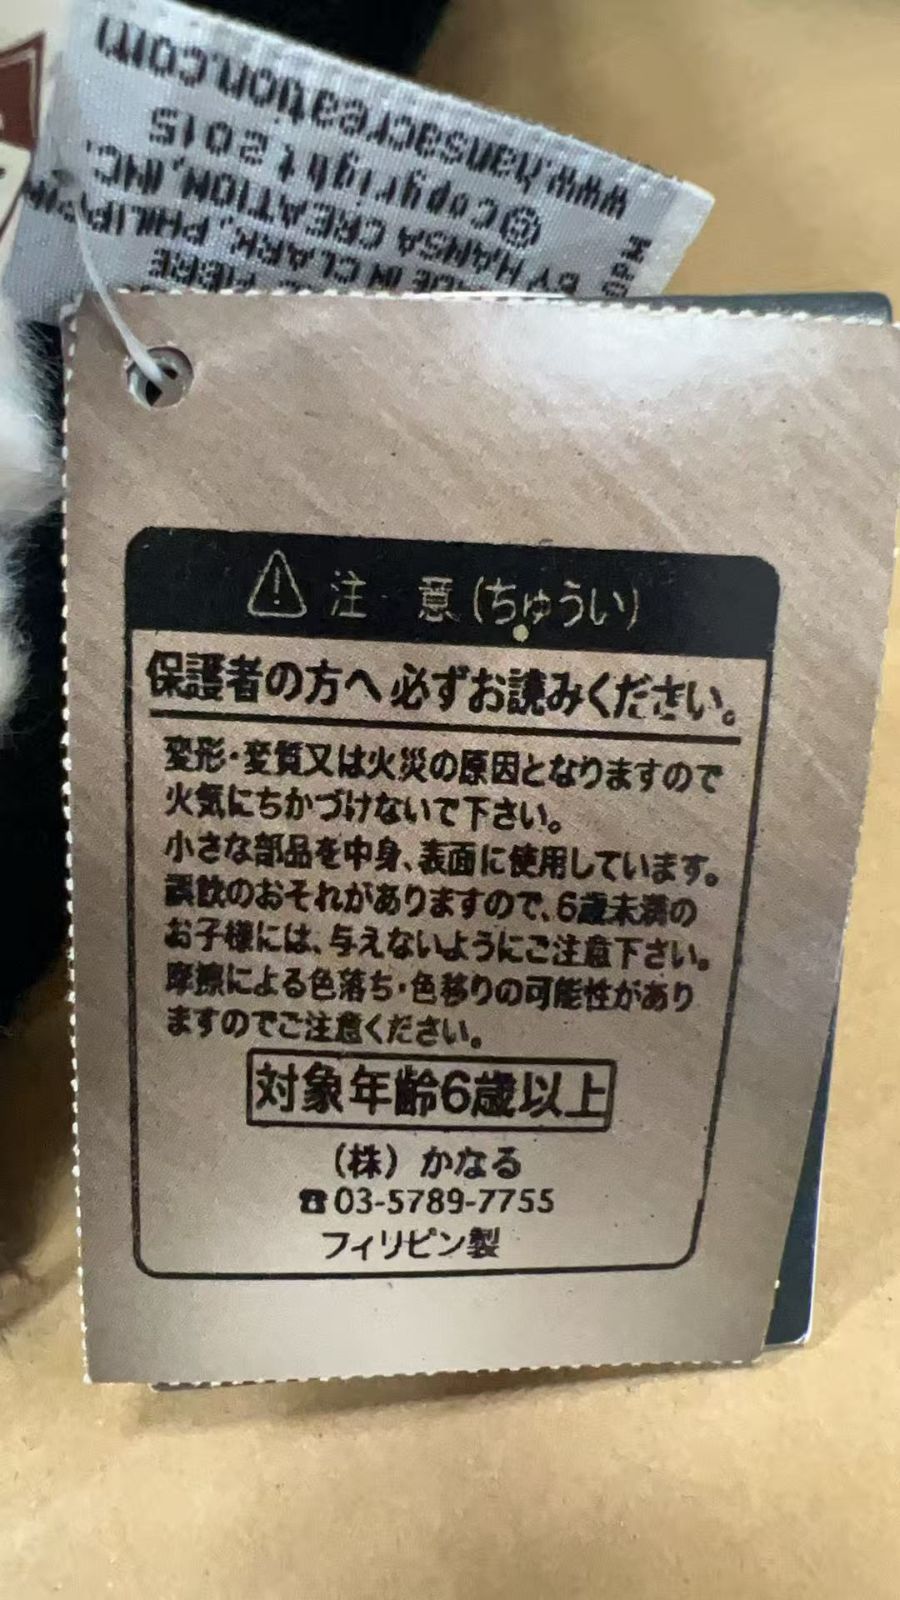 www.hansacreation.com
©Copyright 2015
BY HANSA CREATION, INC.
IN CLARK,
FIBRE
注 意(ちゅうい)
保護者の方へ必ずお読みください。
変形・変質又は火災の原因となりますので
火気にちかづけないで下さい。
小さな部品を中身、表面に使用しています。
誤飲のおそれがありますので、6歳未満の
お子様には、与えないようにご注意下さい。
摩擦による色落ち・色移りの可能性があり
ますのでご注意ください。
対象年齢6歳以上
(株)かなる
☎03-5789-7755
フィリピン製